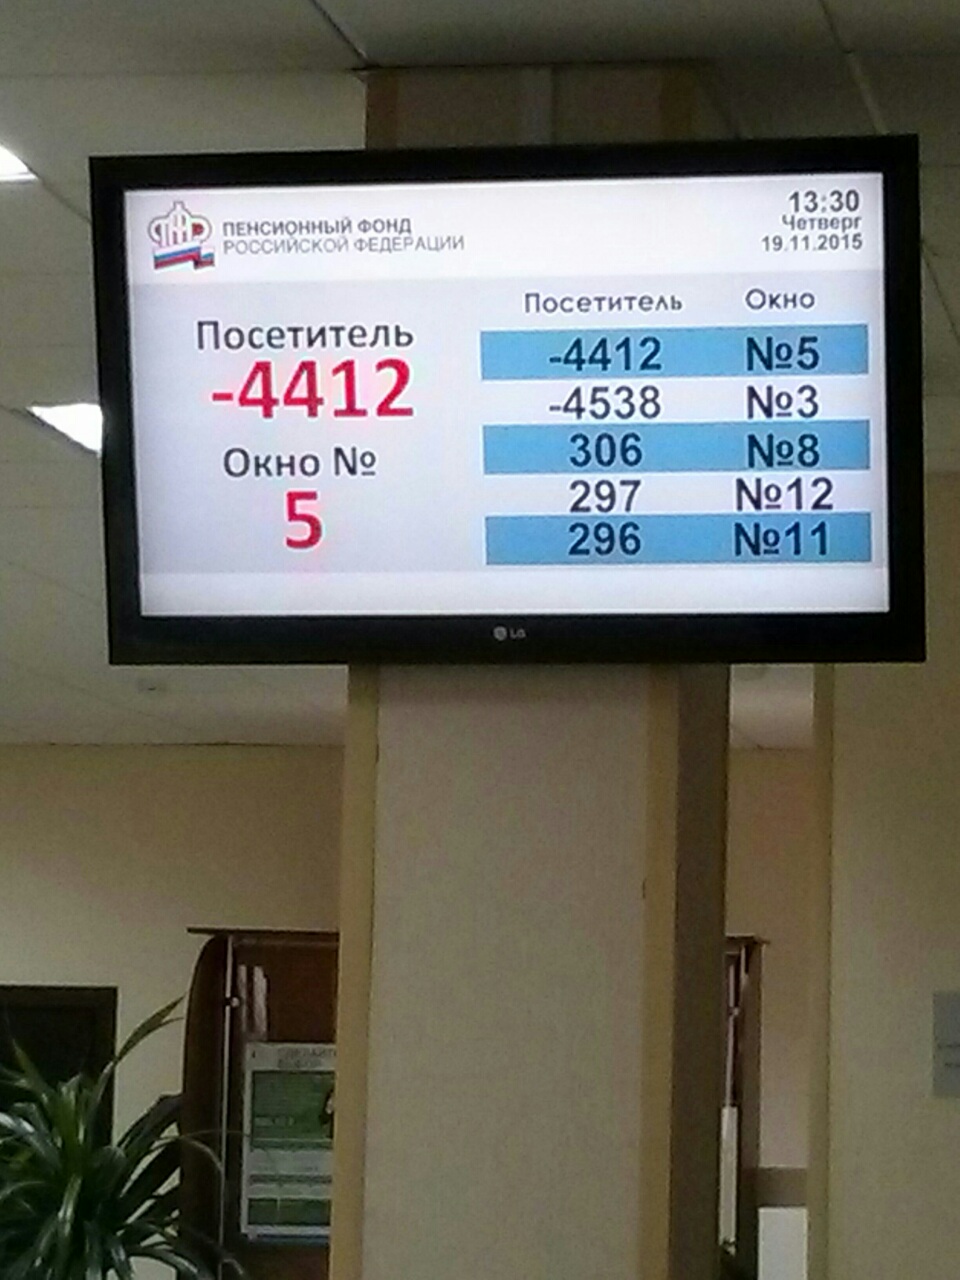 ПЕНСИОННЫЙ ФОНД
РОССИЙСКОЙ ФЕДЕРАЦИИ
13:30
Четверг
19.11.2015
Посетитель
-4412
Окно №
5
Посетитель Окно
-4412 №5
-4538 №3
306 №8
297 №12
296 №11
LG